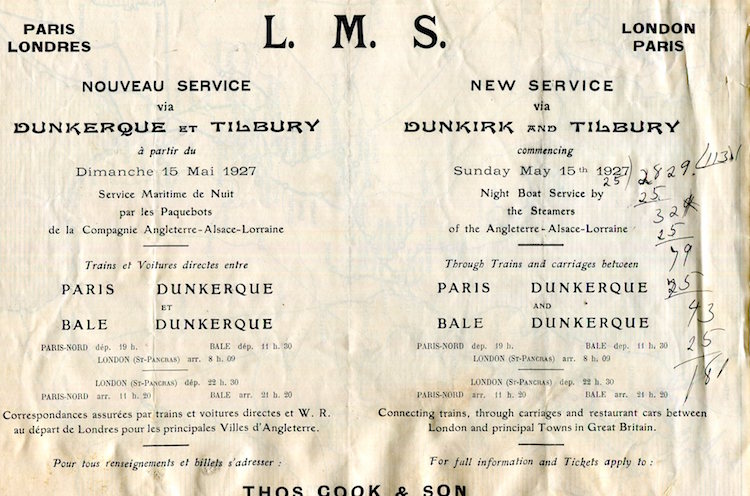 PARIS
LONDRES
L. M. S.
LONDON
PARIS
NOUVEAU SERVICE
via
DUNKERQUE ET TILBURY
à partir du
Dimanche 15 Mai 1927
Service Maritime de Nuit
par les Paquebots
de la Compagnie Angleterre-Alsace-Lorraine
Trains et Voitures directes entre
PARIS DUNKERQUE
ET
BALE DUNKERQUE
PARIS-NORD dép. 19 h. BALE dép. 11 h. 30
LONDON (ST-PANCRAS) arr. 8 h. 09
LONDON (ST-PANCRAS) dép. 22 h. 30
PARIS-NORD arr. 11 h. 20 BALE arr. 21 h. 20
Correspondances assurées par trains et voitures directes et W. R.
au départ de Londres pour les principales Villes d'Angleterre.
Pour tous renseignements et billets s'adresser :
NEW SERVICE
via
DUNKIRK AND TILBURY
commencing
Sunday May 15th 1927
Night Boat Service by
the Steamers
of the Angleterre-Alsace-Lorraine
Through Trains and carriages between
PARIS DUNKERQUE
AND
BALE DUNKERQUE
PARIS-NORD dép. 19 h. BALE dep. 11 h. 30
LONDON (ST-PANCRAS) arr. 8 h. 09
LONDON (ST-PANCRAS) dep. 22 h. 30
PARIS-NORD arr. 11 h. 20 BALE arr. 21 h. 20
Connecting trains, through carriages and restaurant cars between
London and principal Towns in Great Britain.
For full information and Tickets apply to :
THOS COOK & SON
25) 2829. (113
25
25
79
25
43
25
181